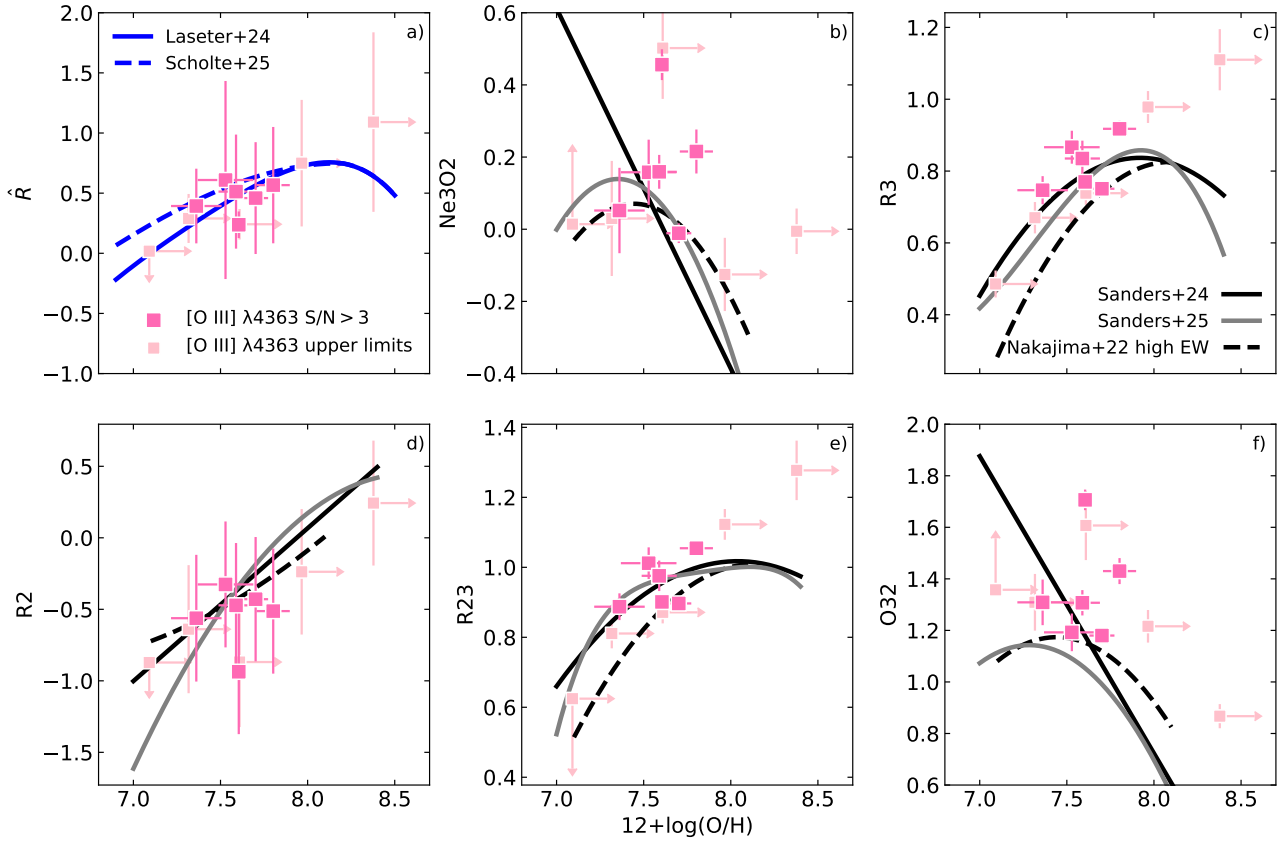 2.0
1.5
1.0
0.5
0.0
−0.5
−1.0
R̂
a)
Laseter+24
Scholte+25
[O III] λ4363 S/N > 3
[O III] λ4363 upper limits
0.6
0.4
0.2
0.0
−0.2
−0.4
Ne3O2
b)
1.2
1.0
0.8
0.6
0.4
R3
c)
Sanders+24
Sanders+25
Nakajima+22 high EW
0.5
0.0
−0.5
−1.0
−1.5
R2
d)
7.0 7.5 8.0 8.5
1.4
1.2
1.0
0.8
0.6
0.4
R23
e)
7.0 7.5 8.0 8.5
12+log(O/H)
2.0
1.8
1.6
1.4
1.2
1.0
0.8
0.6
O32
f)
7.0 7.5 8.0 8.5